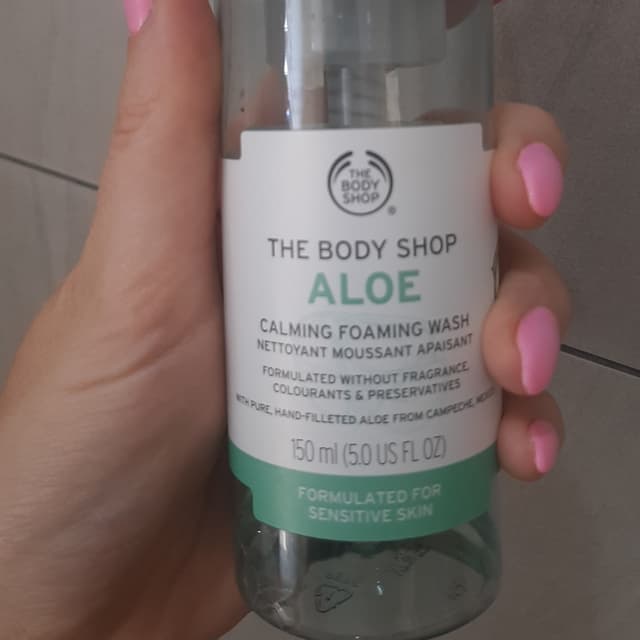 THE
BODY
SHOP
®
THE BODY SHOP
ALOE
CALMING FOAMING WASH
NETTOYANT MOUSSANT APAISANT
FORMULATED WITHOUT FRAGRANCE,
COLOURANTS & PRESERVATIVES
WITH PURE, HAND-FILLETED ALOE FROM CAMPECHE,
150 ml (5.0 US FL OZ)
FORMULATED FOR
SENSITIVE SKIN